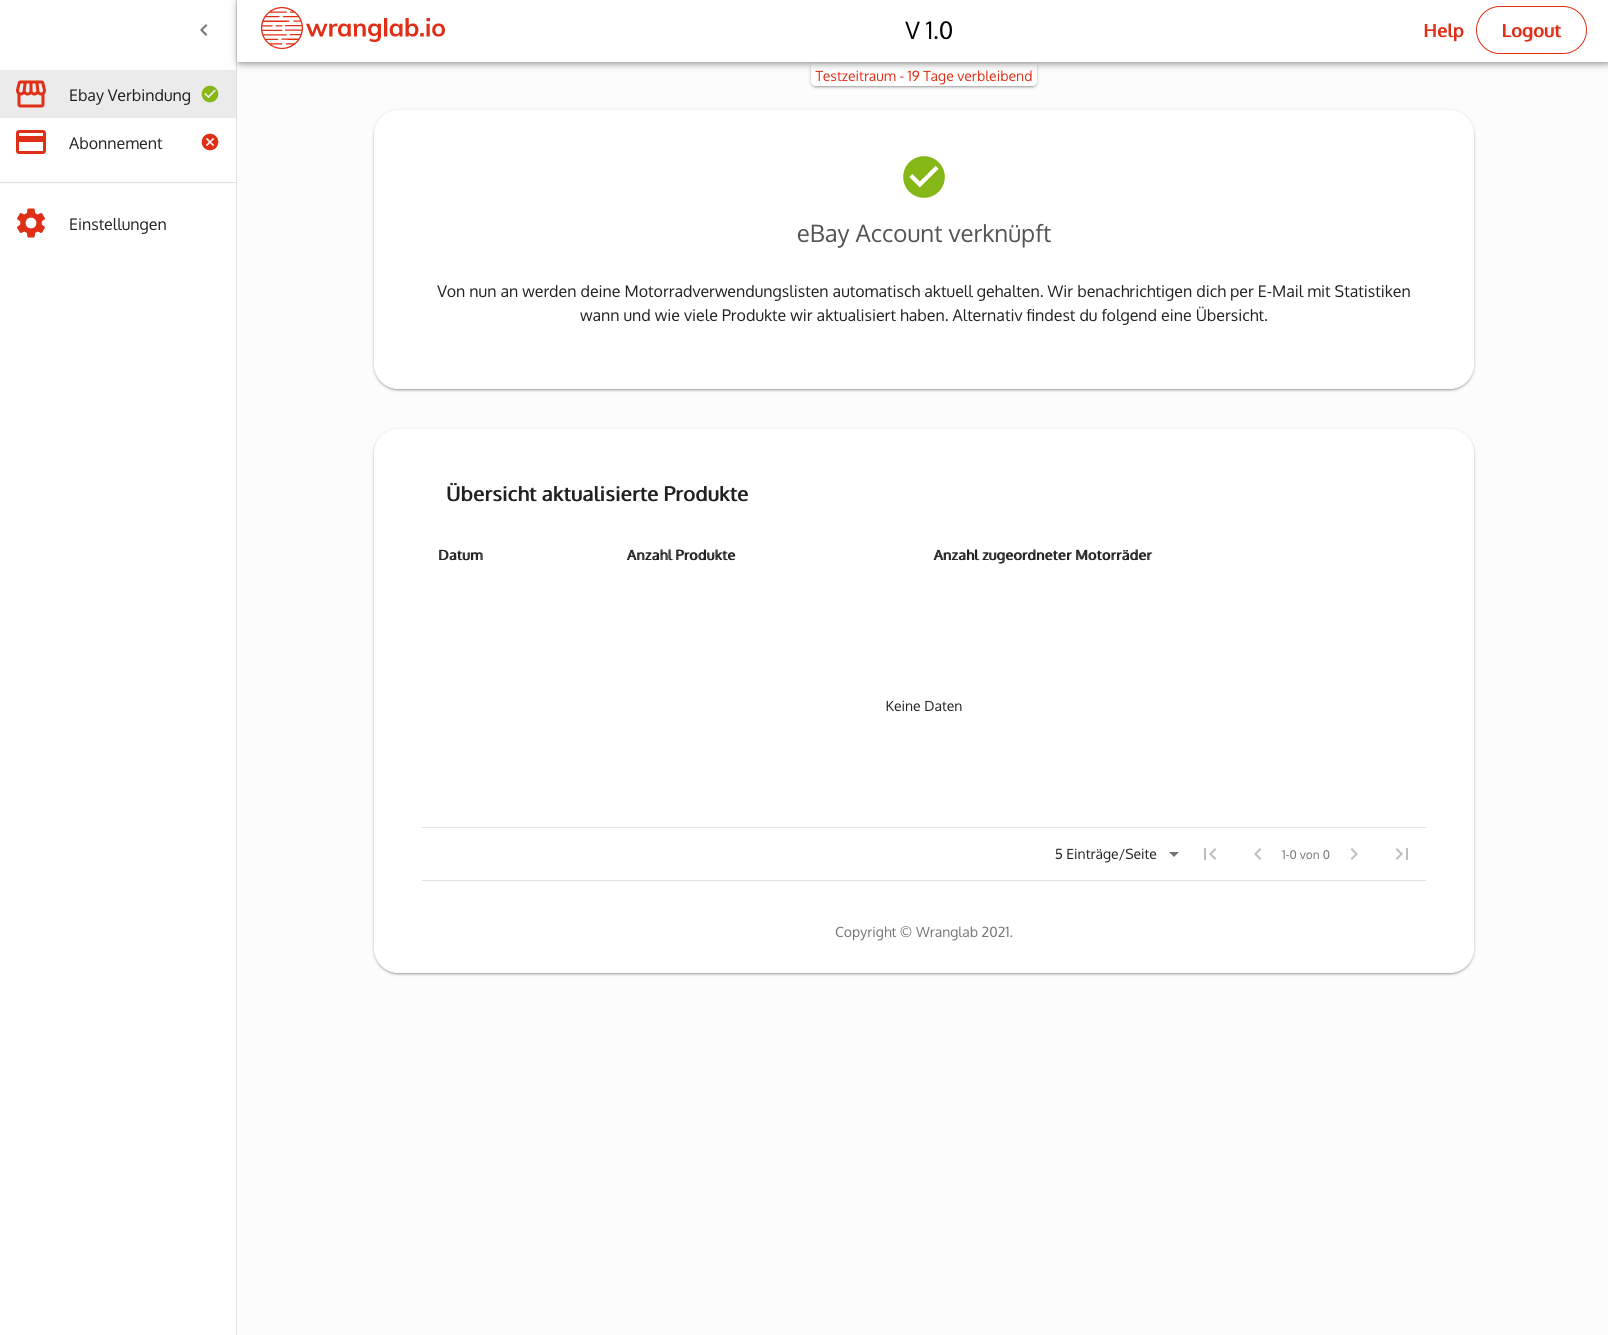 wranglab.io
V 1.0
Help
Logout
Testzeitraum - 19 Tage verbleibend
Ebay Verbindung
Abonnement
Einstellungen
eBay Account verknüpft
Von nun an werden deine Motorradverwendungslisten automatisch aktuell gehalten. Wir benachrichtigen dich per E-Mail mit Statistiken
wann und wie viele Produkte wir aktualisiert haben. Alternativ findest du folgend eine Übersicht.
Übersicht aktualisierte Produkte
Datum
Anzahl Produkte
Anzahl zugeordneter Motorräder
Keine Daten
5 Einträge/Seite
1-0 von 0
Copyright © Wranglab 2021.